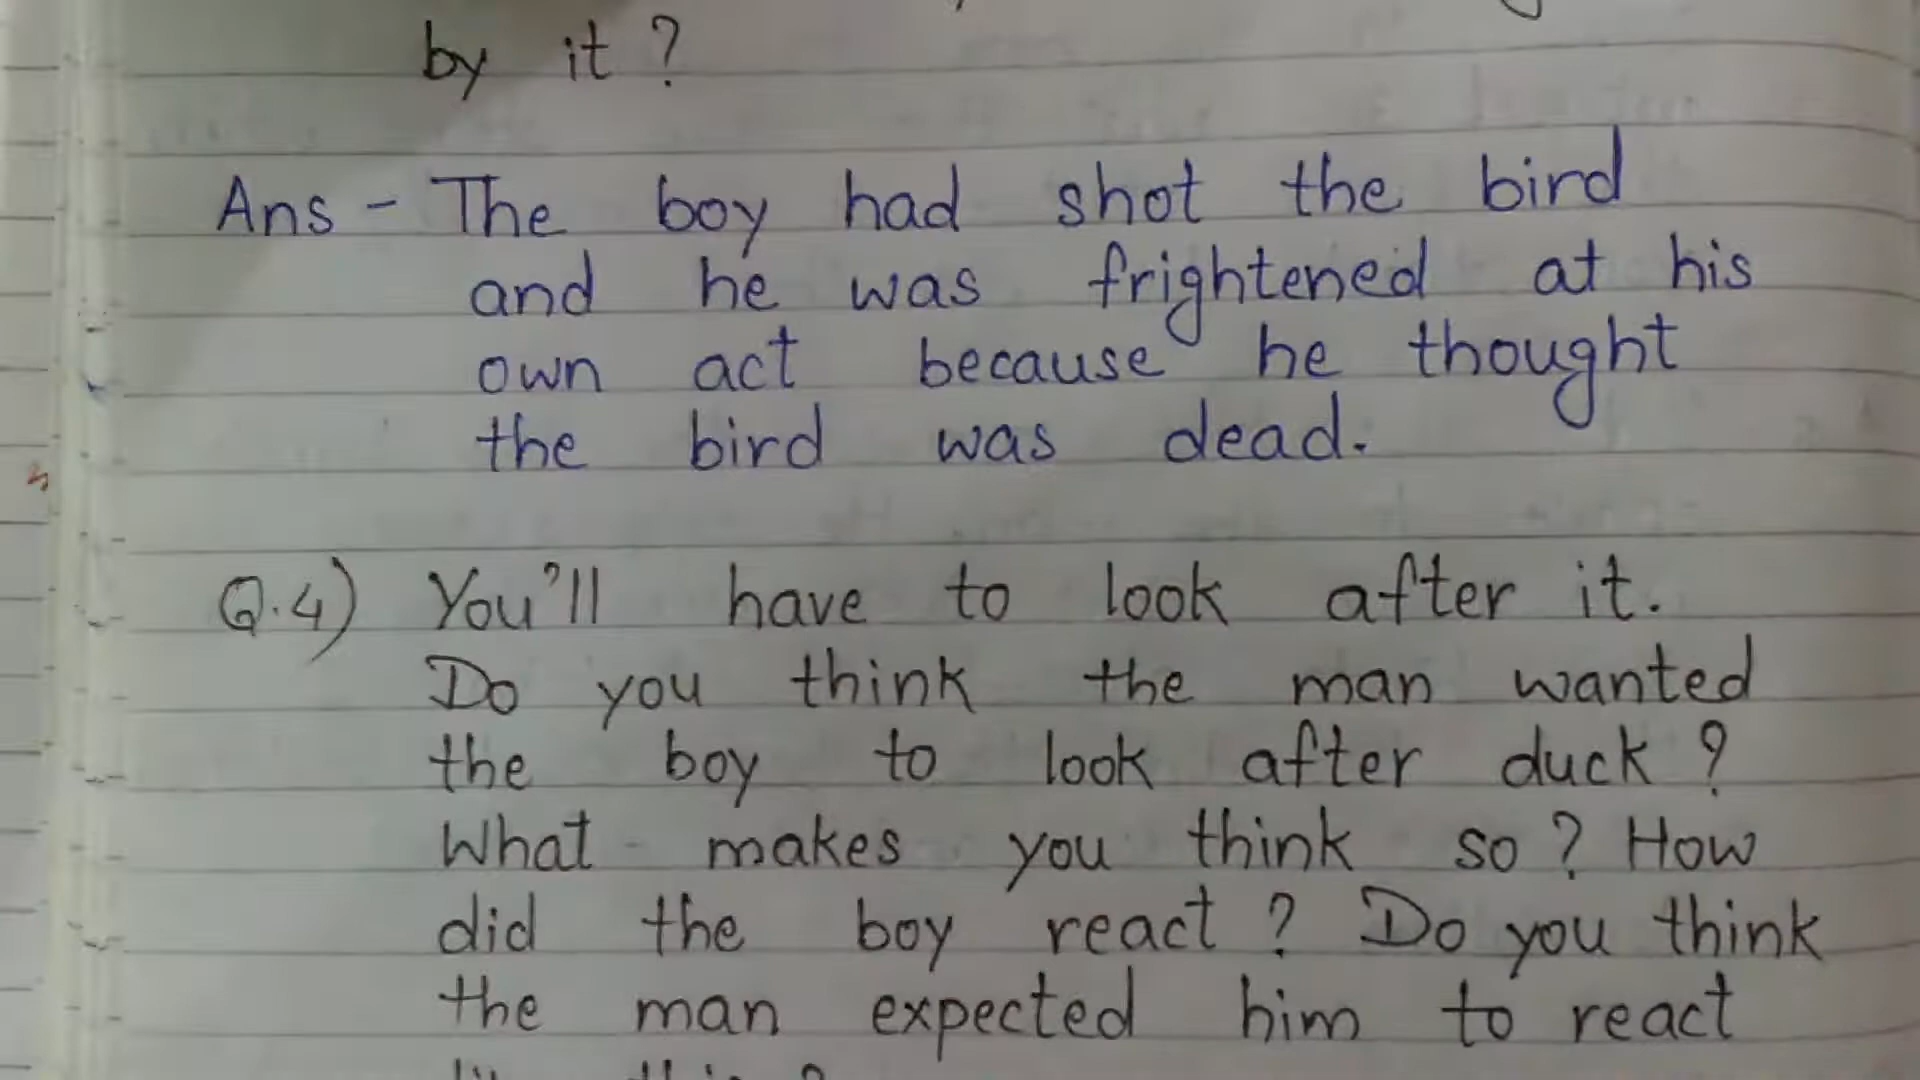 by it ?
Ans - The boy had shot the bird
and he was frightened at his
own act because he thought
the bird was dead.
Q.4) You'll have to look after it.
Do you think the man wanted
the boy to look after duck ?
What makes you think so ? How
did the boy react ? Do you think
the man expected him to react